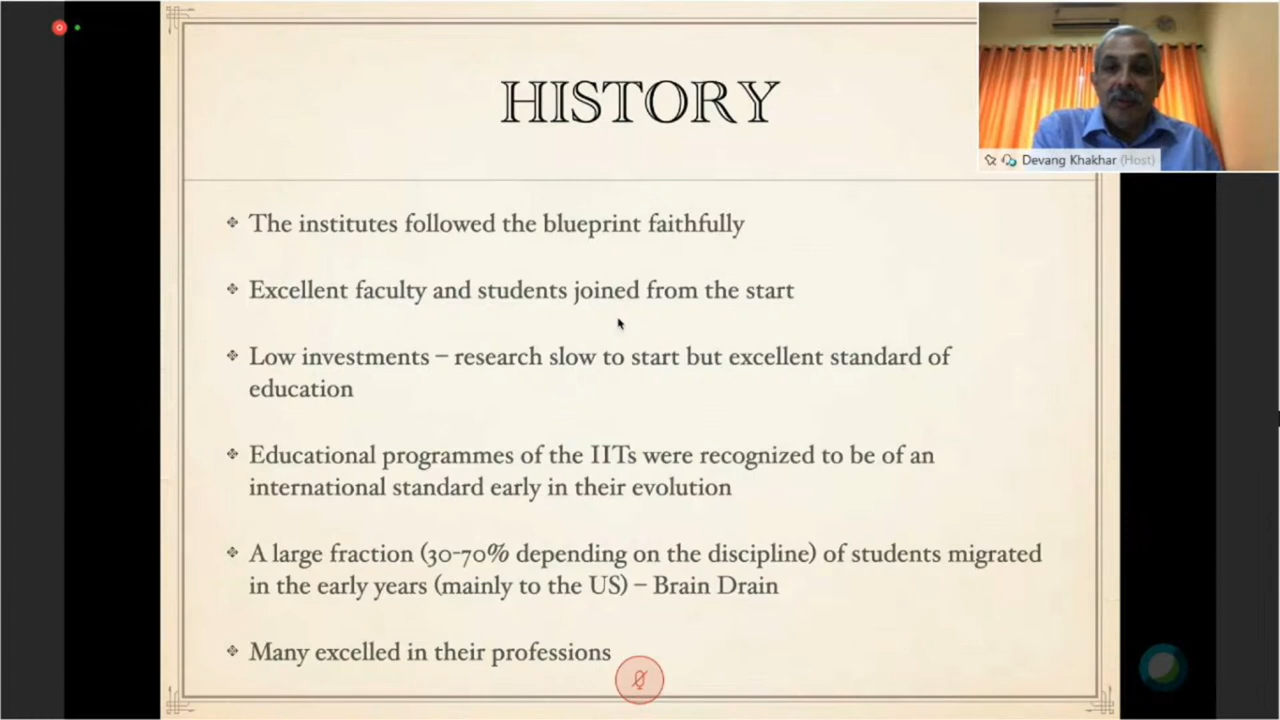 HISTORY
Devang Khakhar (Host)
❖ The institutes followed the blueprint faithfully
❖ Excellent faculty and students joined from the start
❖ Low investments – research slow to start but excellent standard of
education
❖ Educational programmes of the IITs were recognized to be of an
international standard early in their evolution
❖ A large fraction (30-70% depending on the discipline) of students migrated
in the early years (mainly to the US) – Brain Drain
❖ Many excelled in their professions